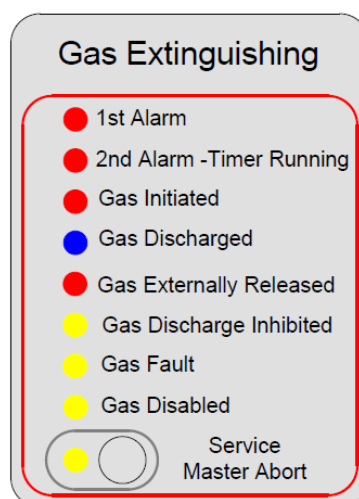 Gas Extinguishing
1st Alarm
2nd Alarm -Timer Running
Gas Initiated
Gas Discharged
Gas Externally Released
Gas Discharge Inhibited
Gas Fault
Gas Disabled
Service
Master Abort